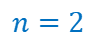 n = 2